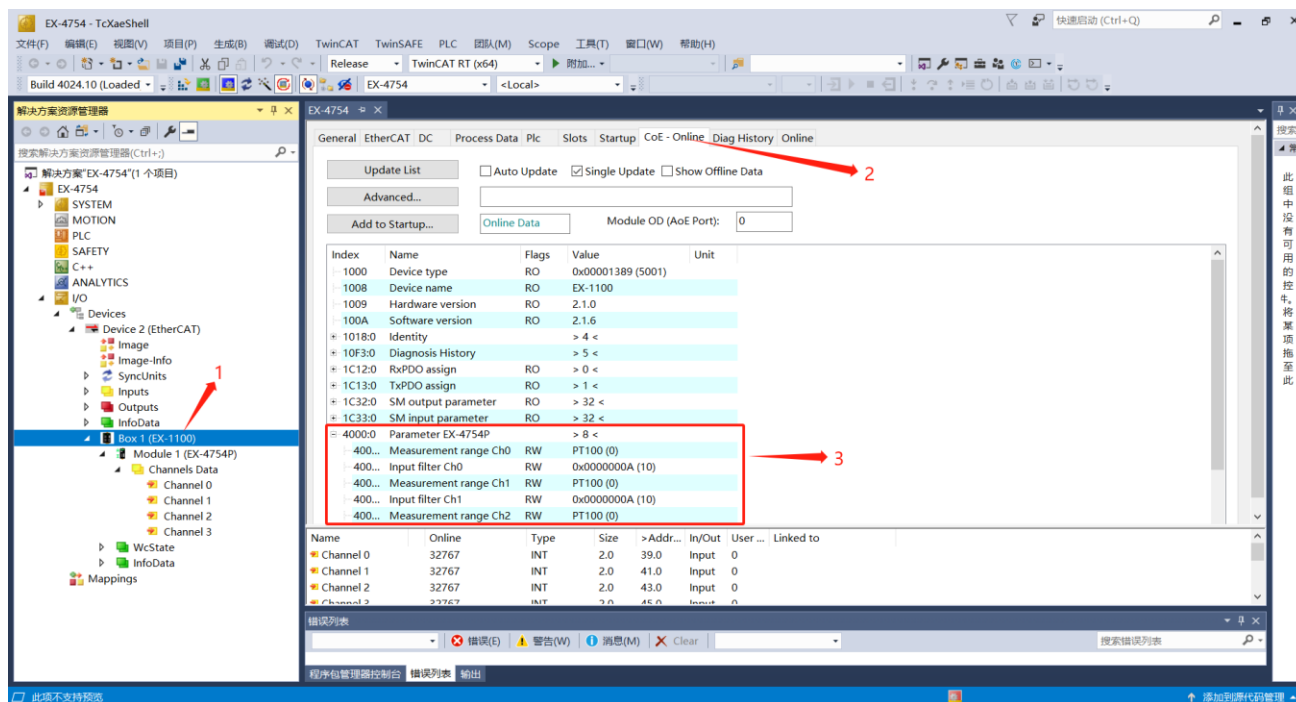 EX-4754 - TcXaeShell
快速启动 (Ctrl+Q)
文件(F) 编辑(E) 视图(V) 项目(P) 生成(B) 调试(D) TwinCAT TwinSAFE PLC 团队(M) Scope 工具(T) 窗口(W) 帮助(H)
Release TwinCAT RT (x64) 附加...
Build 4024.10 (Loaded EX-4754 <Local>
解决方案资源管理器
搜索解决方案资源管理器(Ctrl+;)
解决方案"EX-4754"(1 个项目)
EX-4754
SYSTEM
MOTION
PLC
SAFETY
C++
ANALYTICS
I/O
Devices
Device 2 (EtherCAT)
Image
Image-Info
SyncUnits
Inputs
Outputs
InfoData
Box 1 (EX-1100)
Module 1 (EX-4754P)
Channels Data
Channel 0
Channel 1
Channel 2
Channel 3
WcState
InfoData
Mappings
1
EX-4754
General EtherCAT DC Process Data Plc Slots Startup CoE - Online Diag History Online
2
Update List Auto Update Single Update Show Offline Data
Advanced...
Add to Startup... Online Data Module OD (AoE Port): 0
Index Name Flags Value Unit
1000 Device type RO 0x00001389 (5001)
1008 Device name RO EX-1100
1009 Hardware version RO 2.1.0
100A Software version RO 2.1.6
1018:0 Identity > 4 <
10F3:0 Diagnosis History > 5 <
1C12:0 RxPDO assign RO > 0 <
1C13:0 TxPDO assign RO > 1 <
1C32:0 SM output parameter RO > 32 <
1C33:0 SM input parameter RO > 32 <
4000:0 Parameter EX-4754P > 8 <
400... Measurement range Ch0 RW PT100 (0)
400... Input filter Ch0 RW 0x0000000A (10)
400... Measurement range Ch1 RW PT100 (0)
400... Input filter Ch1 RW 0x0000000A (10)
400... Measurement range Ch2 RW PT100 (0)
3
Name Online Type Size >Addr... In/Out User ... Linked to
Channel 0 32767 INT 2.0 39.0 Input 0
Channel 1 32767 INT 2.0 41.0 Input 0
Channel 2 32767 INT 2.0 43.0 Input 0
Channel 3 32767 INT 2.0 45.0 Input 0
错误列表
错误(E) 警告(W) 消息(M) Clear 搜索错误列表
程序包管理器控制台 错误列表 输出
此项不支持预览
添加到源代码管理
搜索
此
组
中
没
有
可
用
的
控
将
某
项
拖
至
此